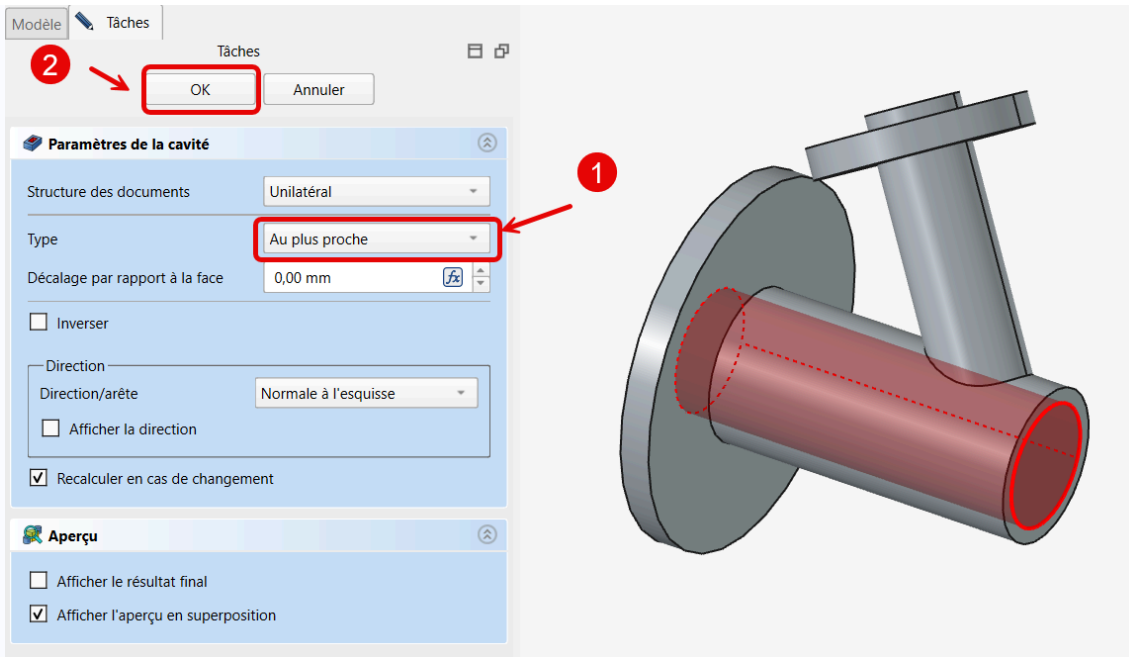 Modèle Tâches
Tâches
2
OK Annuler
Paramètres de la cavité
1
Structure des documents Unilatéral
Type Au plus proche
Décalage par rapport à la face 0,00 mm fx
Inverser
Direction
Direction/arête Normale à l'esquisse
Afficher la direction
Recalculer en cas de changement
Aperçu
Afficher le résultat final
Afficher l'aperçu en superposition